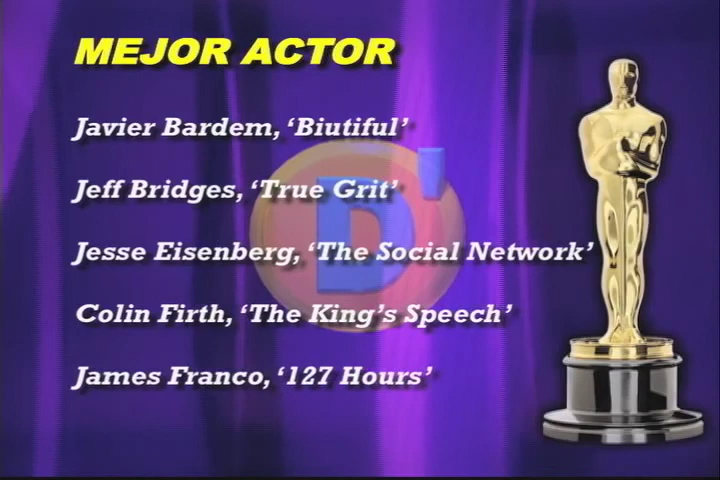 MEJOR ACTOR
Javier Bardem, ‘Biutiful’
Jeff Bridges, ‘True Grit’
Jesse Eisenberg, ‘The Social Network’
Colin Firth, ‘The King’s Speech’
James Franco, ‘127 Hours’
D'